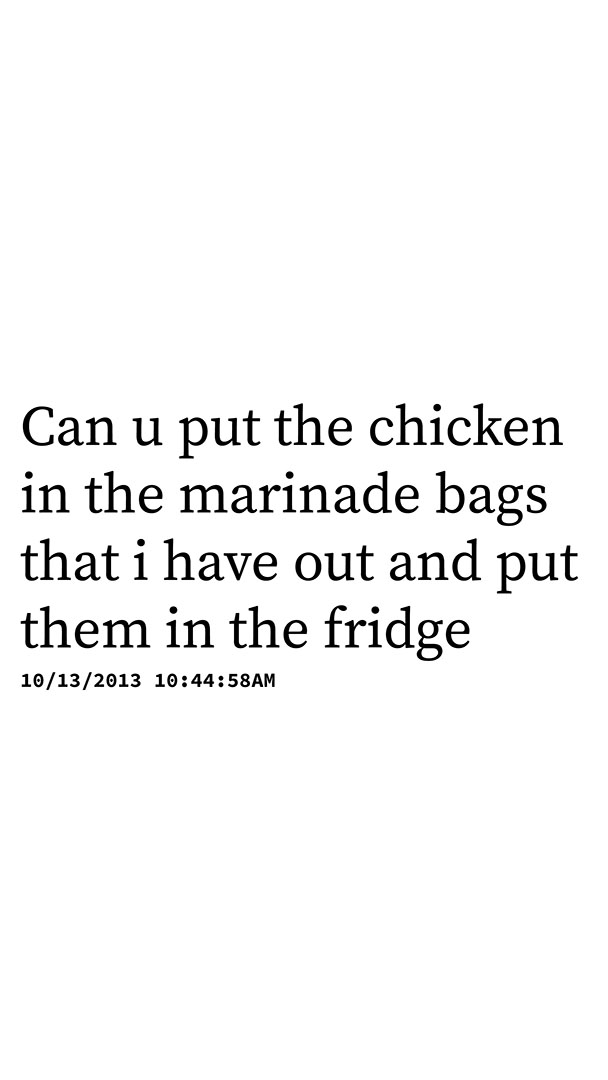 Can u put the chicken
in the marinade bags
that i have out and put
them in the fridge
10/13/2013 10:44:58AM